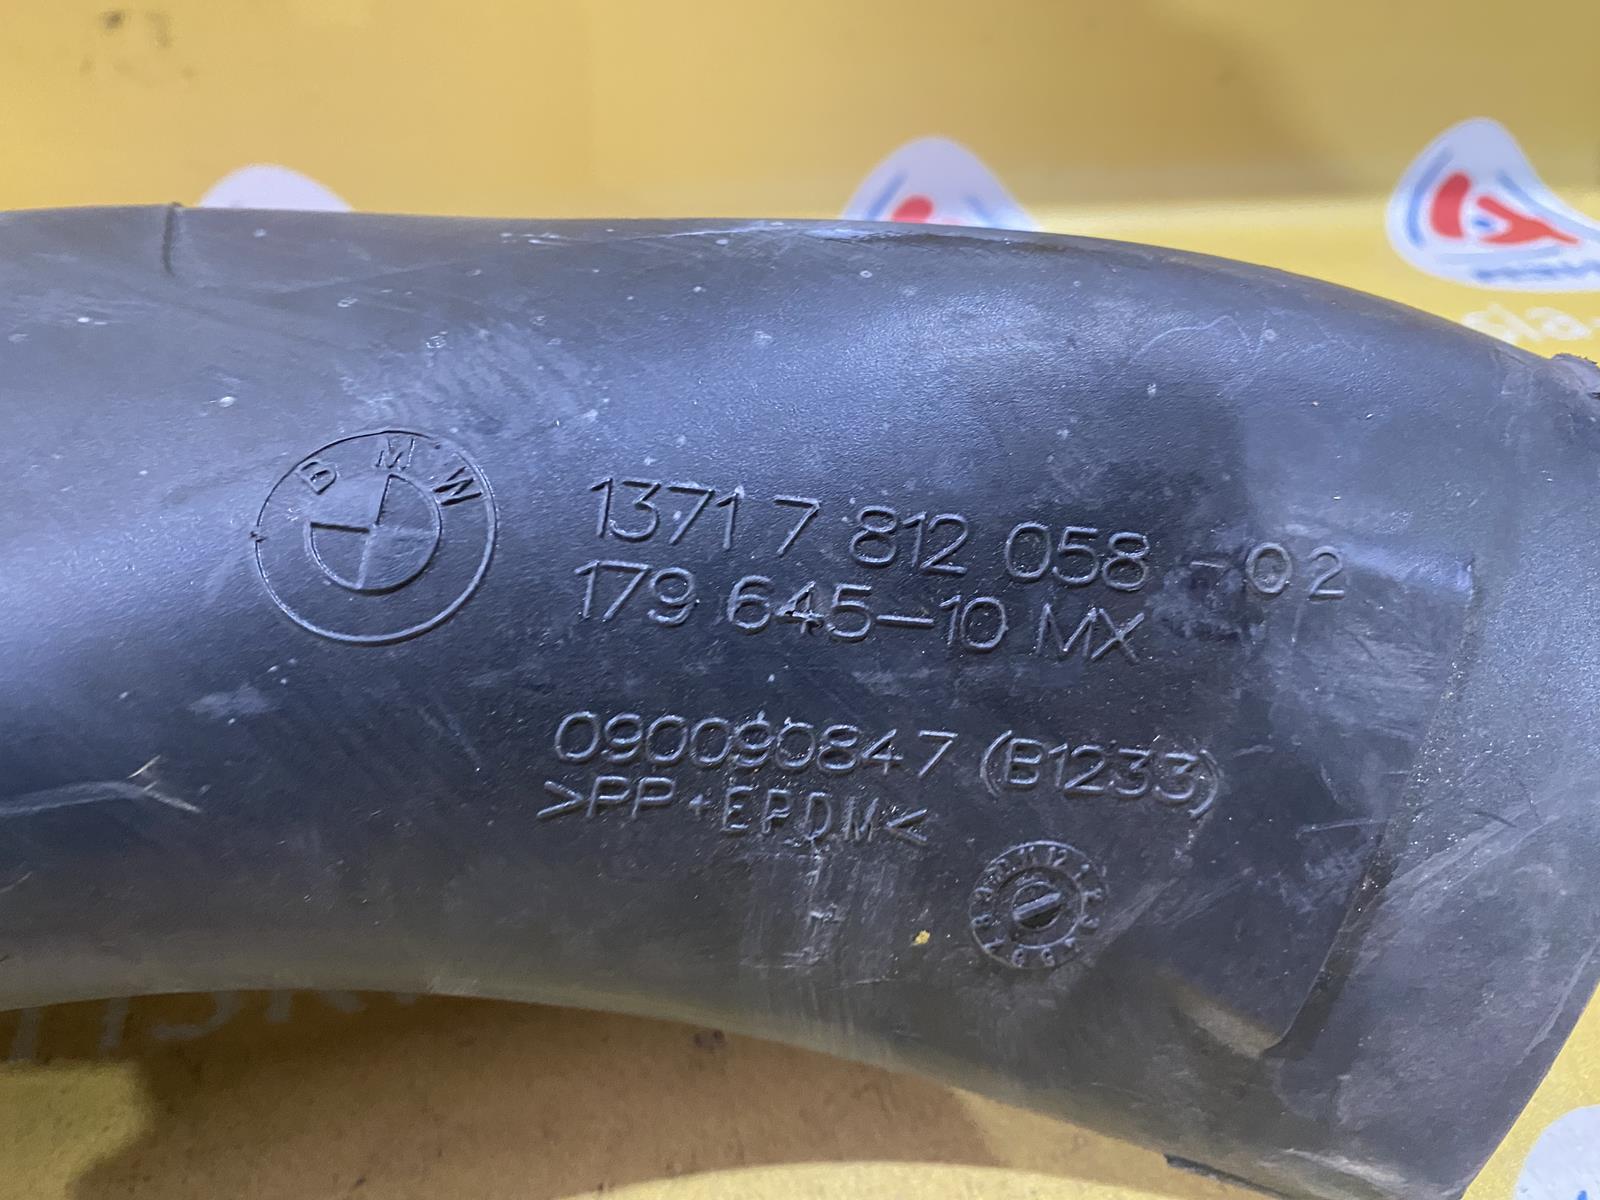 BMW
1371 7 812 058 -02
179 645-10 MX
090090847 (B1233)
>PP+EPDM<